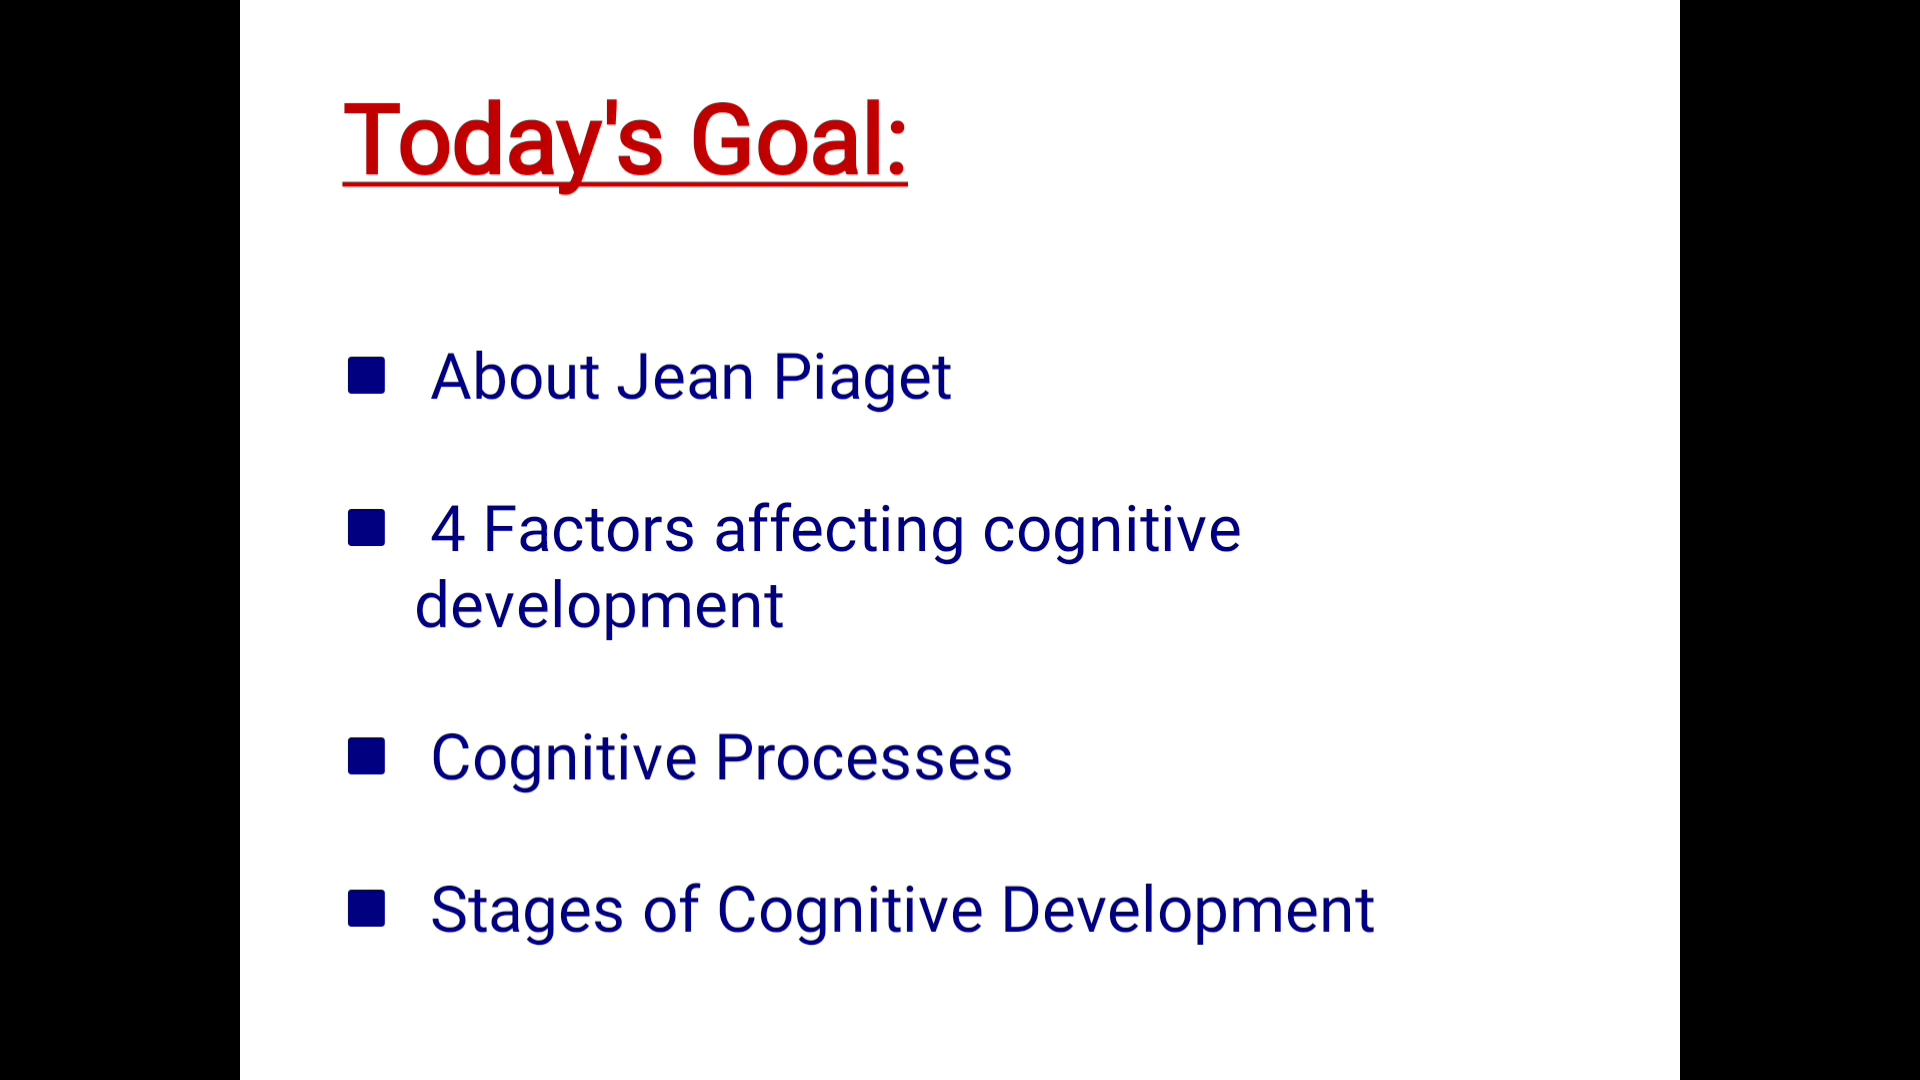 Today's Goal:
■ About Jean Piaget
■ 4 Factors affecting cognitive
development
■ Cognitive Processes
■ Stages of Cognitive Development